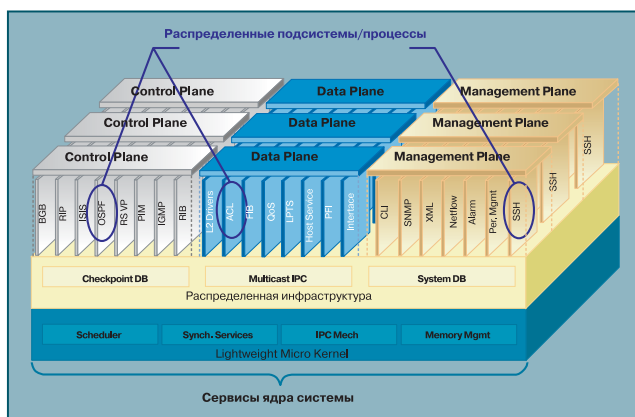 Распределенные подсистемы/процессы
Control Plane
Data Plane
Management Plane
Control Plane
Data Plane
Management Plane
Control Plane
Data Plane
Management Plane
BGB
RIP
ISIS
OSPF
RS VP
PIM
IGMP
RIB
L2 Drivers
ACL
FIB
QoS
LPTS
Host Service
PFI
Interface
CLI
SNMP
XML
Netflow
Alarm
Per. Mgmt
SSH
SSH
SSH
Checkpoint DB
Multicast IPC
System DB
Распределенная инфраструктура
Scheduler
Synch. Services
IPC Mech
Memory Mgmt
Lightweight Micro Kernel
Сервисы ядра системы